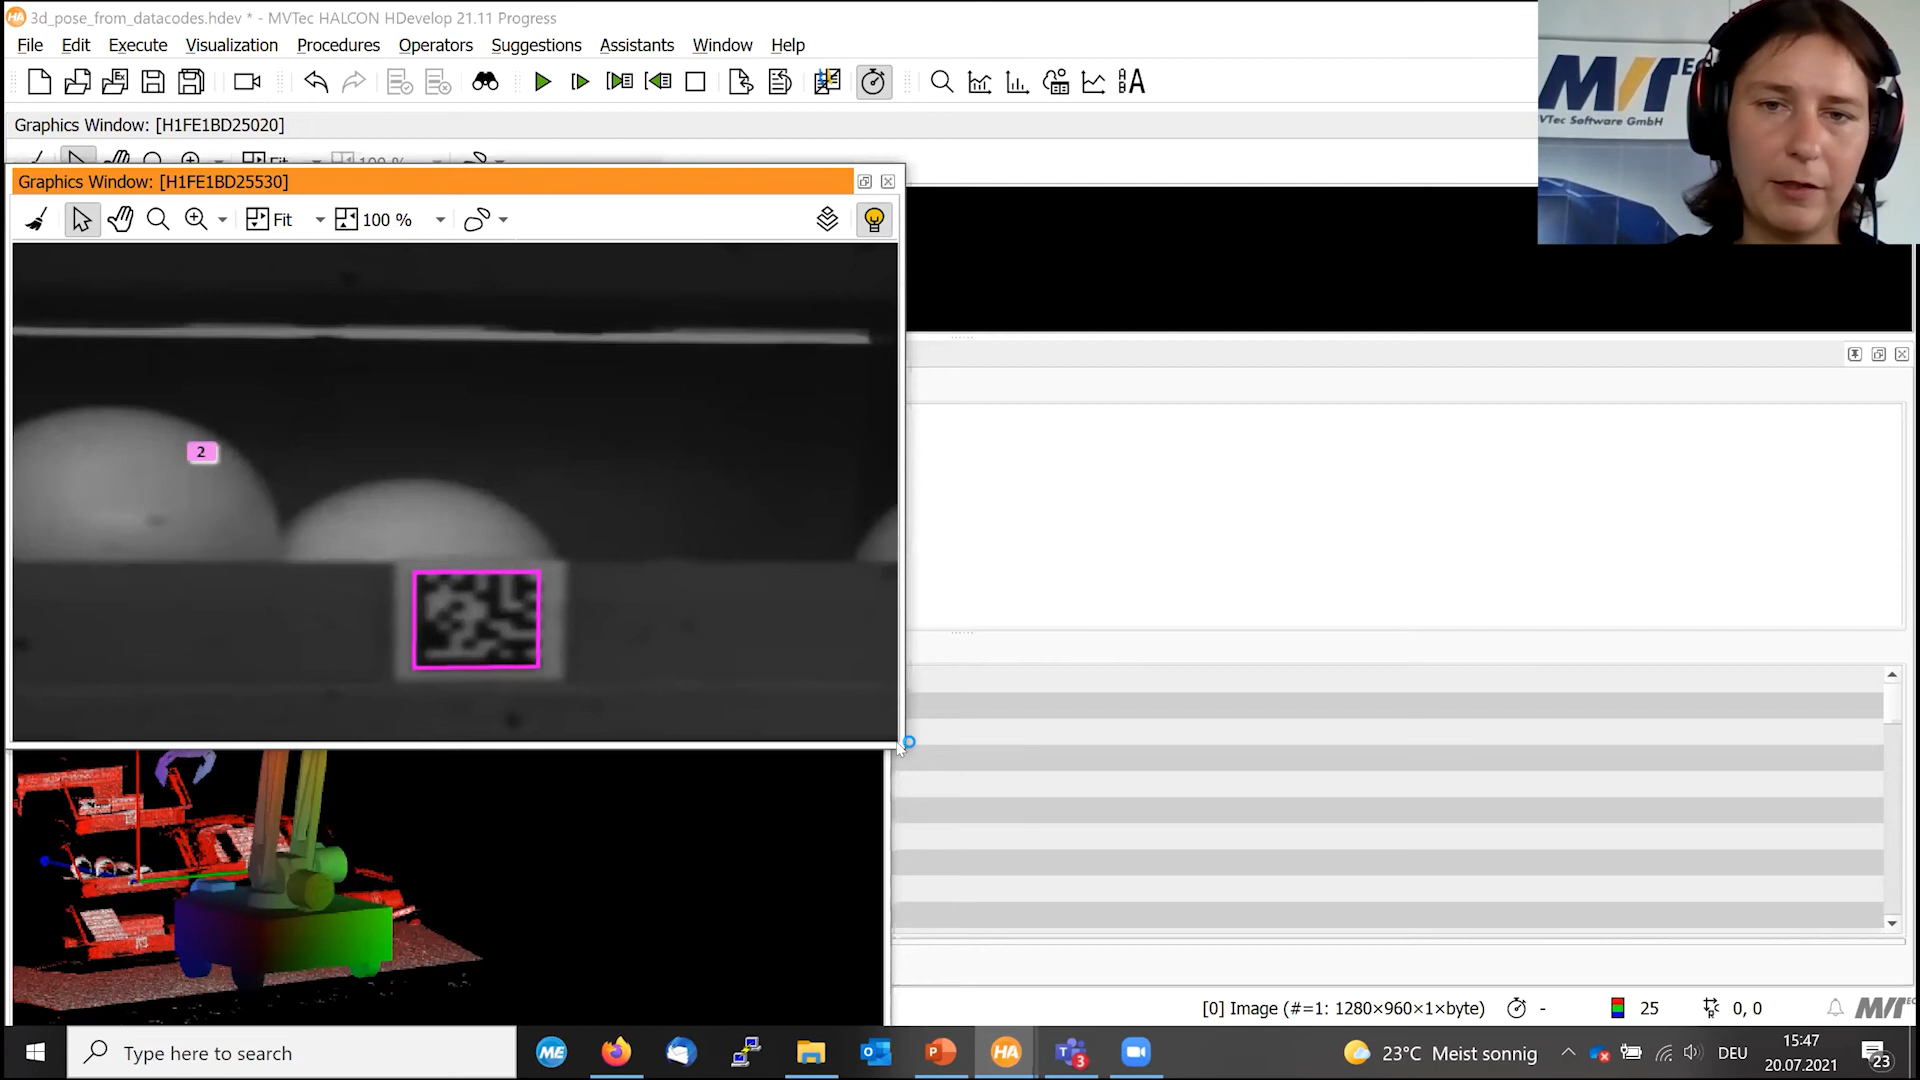 3d_pose_from_datacodes.hdev * - MVTec HALCON HDevelop 21.11 Progress
File Edit Execute Visualization Procedures Operators Suggestions Assistants Window Help
Graphics Window: [H1FE1BD25020]
Graphics Window: [H1FE1BD25530]
Fit 100 %
2
MVTec Software GmbH
[0] Image (#=1: 1280×960×1×byte) - 25 0, 0
Type here to search
23°C Meist sonnig DEU 15:47
20.07.2021
23